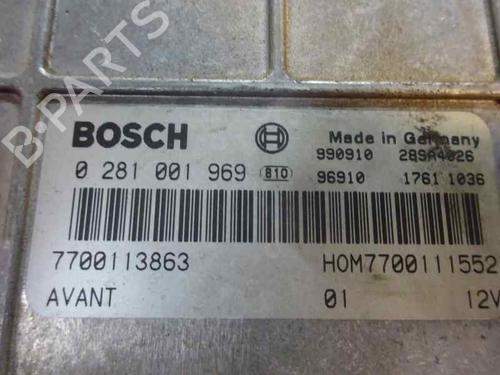 B-PARTS
BOSCH Made in Germany
990910 289A4026
0 281 001 969 810 96910 1761 1036
7700113863 HOM7700111552
AVANT 01 12V